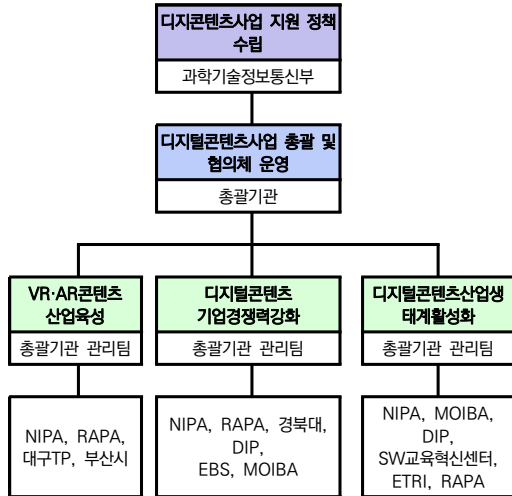 디지콘텐츠사업 지원 정책
수립
과학기술정보통신부
디지털콘텐츠사업 총괄 및
협의체 운영
총괄기관
VR·AR콘텐츠
산업육성
총괄기관 관리팀
NIPA, RAPA,
대구TP, 부산시
디지털콘텐츠
기업경쟁력강화
총괄기관 관리팀
NIPA, RAPA, 경북대,
DIP,
EBS, MOIBA
디지털콘텐츠산업생
태계활성화
총괄기관 관리팀
NIPA, MOIBA,
DIP,
SW교육혁신센터,
ETRI, RAPA